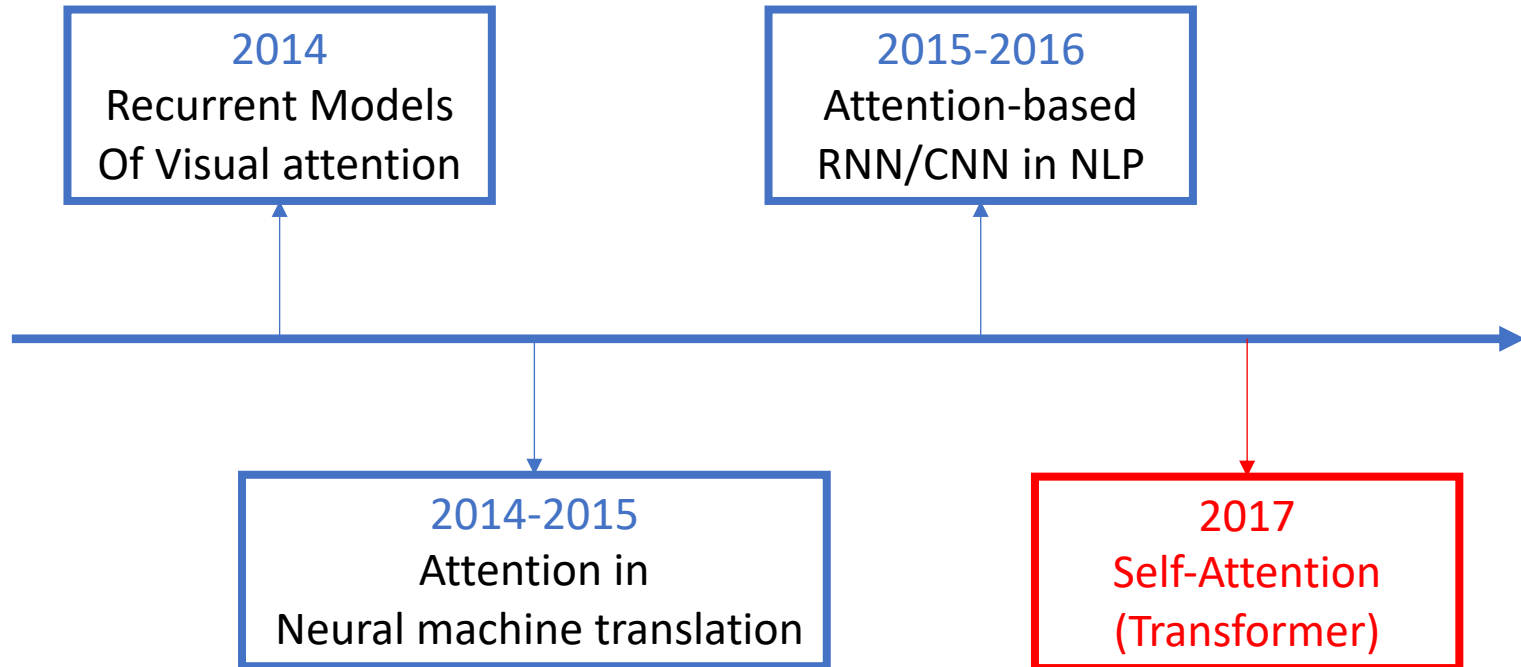 2014
Recurrent Models
Of Visual attention
2015-2016
Attention-based
RNN/CNN in NLP
2014-2015
Attention in
Neural machine translation
2017
Self-Attention
(Transformer)